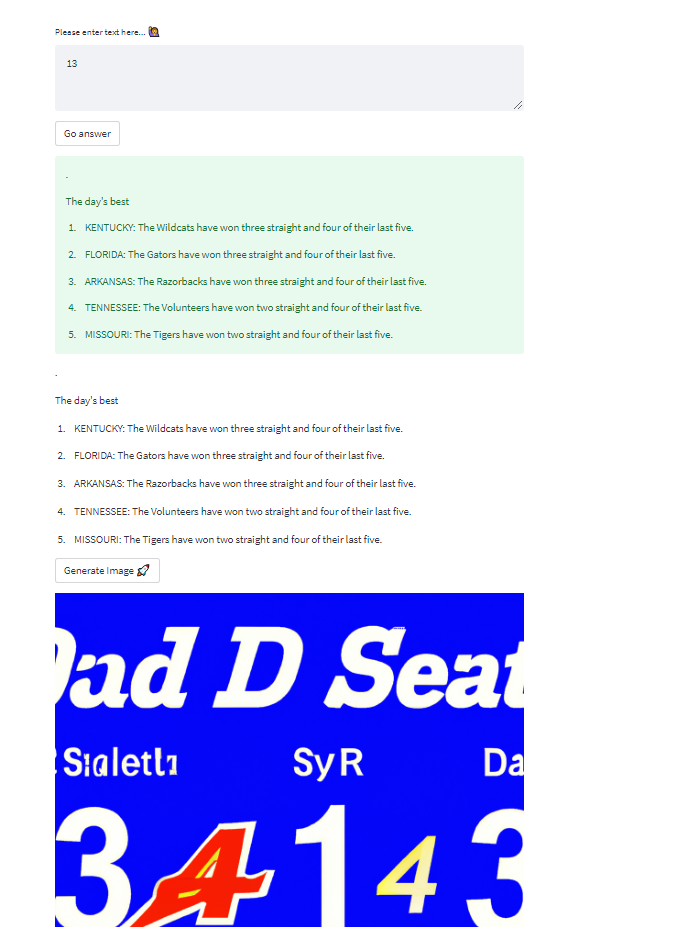 Please enter text here...
13
Go answer
.
The day's best
1. KENTUCKY: The Wildcats have won three straight and four of their last five.
2. FLORIDA: The Gators have won three straight and four of their last five.
3. ARKANSAS: The Razorbacks have won three straight and four of their last five.
4. TENNESSEE: The Volunteers have won two straight and four of their last five.
5. MISSOURI: The Tigers have won two straight and four of their last five.
.
The day's best
1. KENTUCKY: The Wildcats have won three straight and four of their last five.
2. FLORIDA: The Gators have won three straight and four of their last five.
3. ARKANSAS: The Razorbacks have won three straight and four of their last five.
4. TENNESSEE: The Volunteers have won two straight and four of their last five.
5. MISSOURI: The Tigers have won two straight and four of their last five.
Generate Image
D Seat
SyR Da
3 A 1 4 3